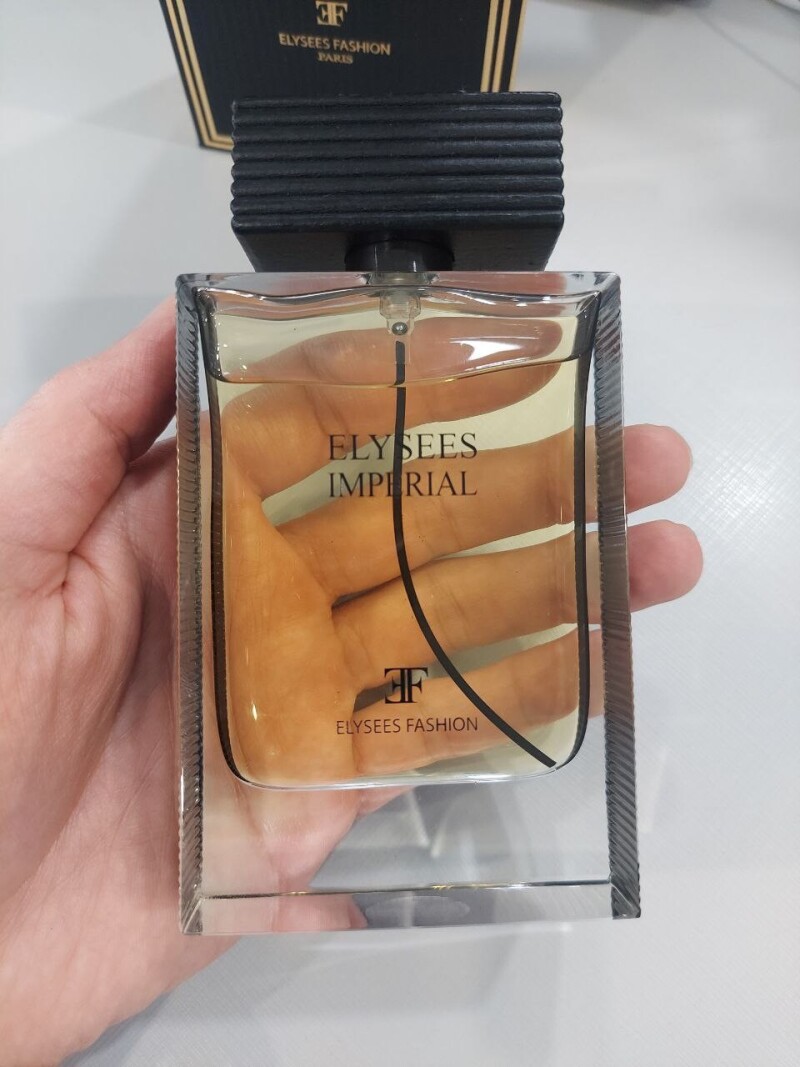 EF
ELYSEES FASHION
PARIS
ELYSEES
IMPERIAL
EF
ELYSEES FASHION